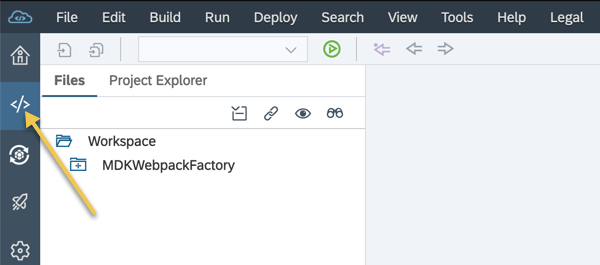 File Edit Build Run Deploy Search View Tools Help Legal
Files Project Explorer
Workspace
MDKWebpackFactory